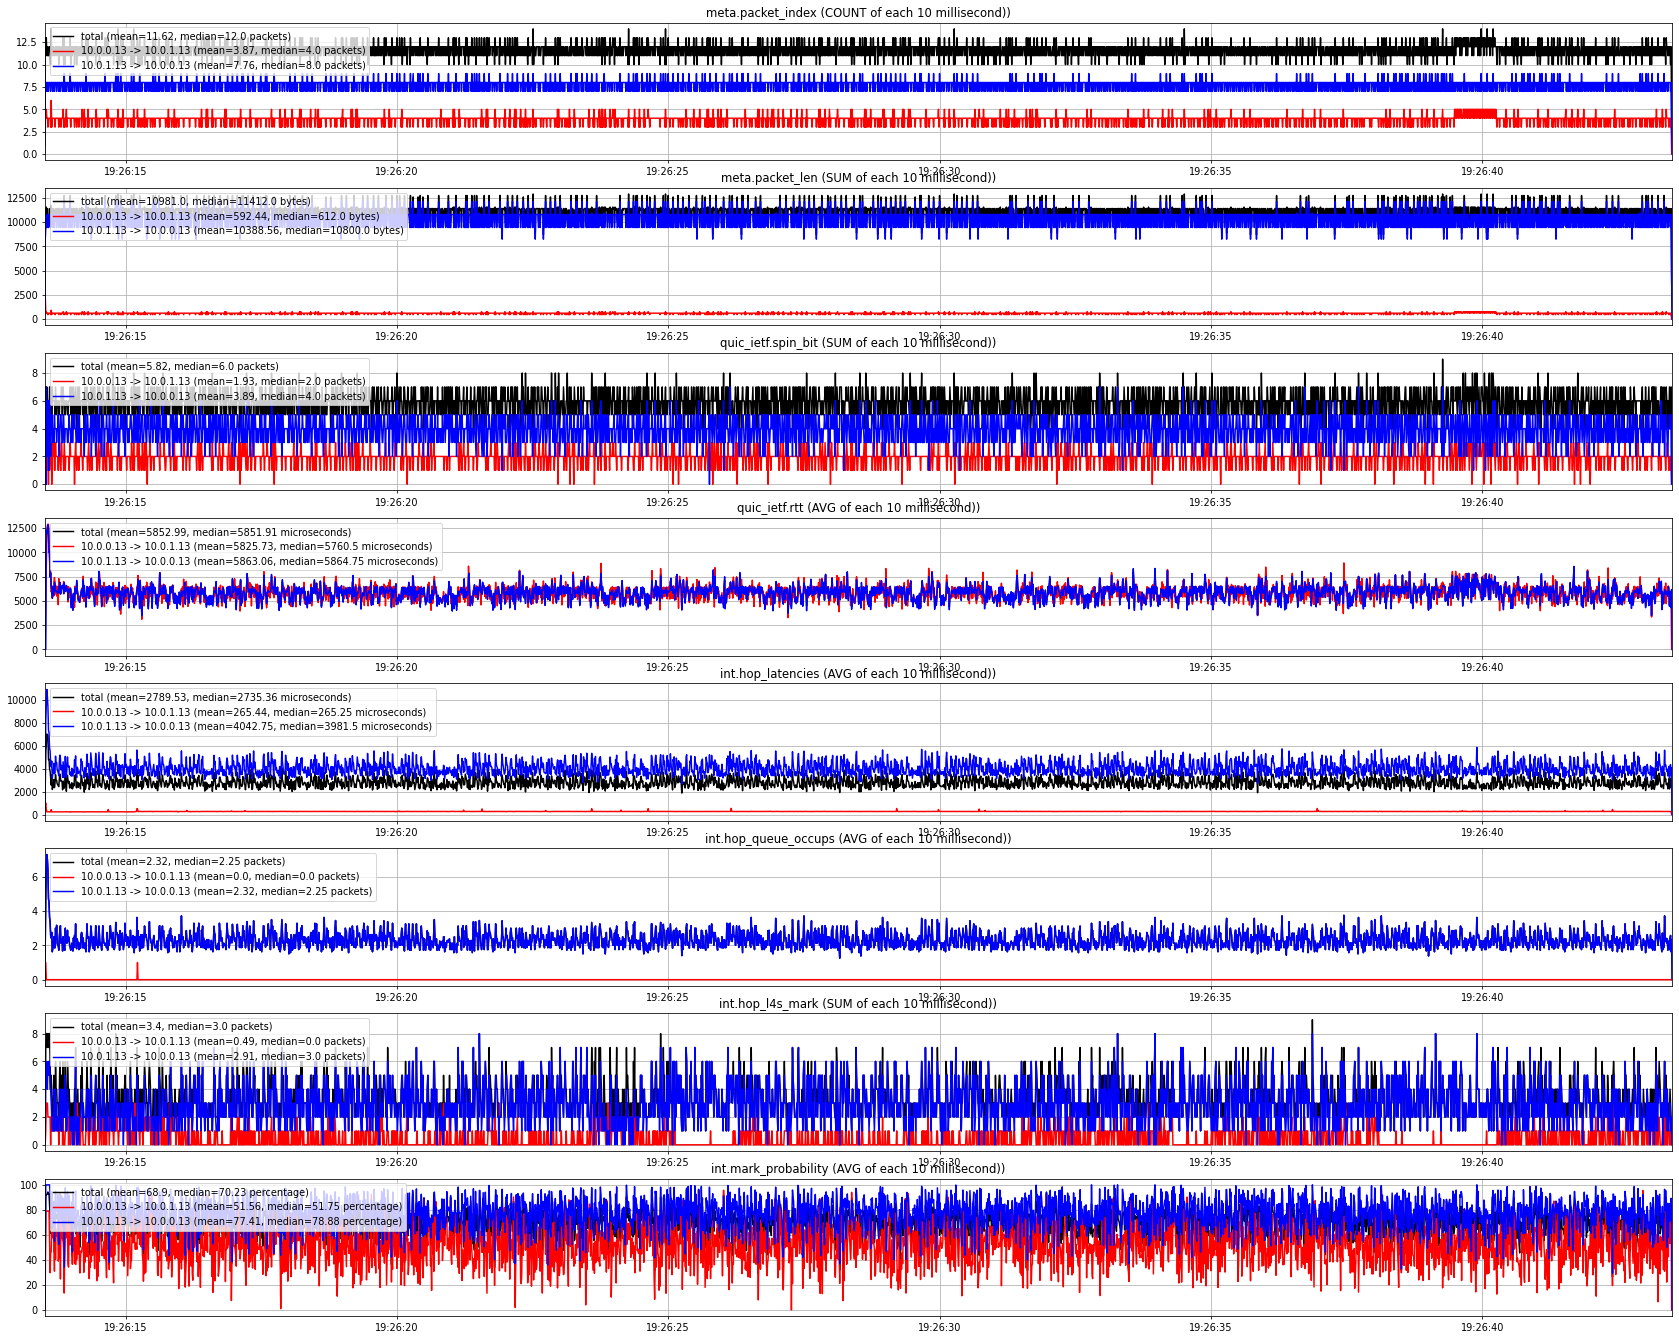 meta.packet_index (COUNT of each 10 millisecond))
total (mean=11.62, median=12.0 packets)
10.0.0.13 -> 10.0.1.13 (mean=3.87, median=4.0 packets)
10.0.1.13 -> 10.0.0.13 (mean=7.76, median=8.0 packets)
12.5
10.0
7.5
5.0
2.5
0.0
19:26:15 19:26:20 19:26:25 19:26:30 19:26:35 19:26:40
meta.packet_len (SUM of each 10 millisecond))
total (mean=10981.0, median=11412.0 bytes)
10.0.0.13 -> 10.0.1.13 (mean=592.44, median=612.0 bytes)
10.0.1.13 -> 10.0.0.13 (mean=10388.56, median=10800.0 bytes)
12500
10000
7500
5000
2500
0
19:26:15 19:26:20 19:26:25 19:26:30 19:26:35 19:26:40
quic_ietf.spin_bit (SUM of each 10 millisecond))
total (mean=5.82, median=6.0 packets)
10.0.0.13 -> 10.0.1.13 (mean=1.93, median=2.0 packets)
10.0.1.13 -> 10.0.0.13 (mean=3.89, median=4.0 packets)
8
6
4
2
0
19:26:15 19:26:20 19:26:25 19:26:30 19:26:35 19:26:40
quic_ietf.rtt (AVG of each 10 millisecond))
total (mean=5852.99, median=5851.91 microseconds)
10.0.0.13 -> 10.0.1.13 (mean=5825.73, median=5760.5 microseconds)
10.0.1.13 -> 10.0.0.13 (mean=5863.06, median=5864.75 microseconds)
12500
10000
7500
5000
2500
0
19:26:15 19:26:20 19:26:25 19:26:30 19:26:35 19:26:40
int.hop_latencies (AVG of each 10 millisecond))
total (mean=2789.53, median=2735.36 microseconds)
10.0.0.13 -> 10.0.1.13 (mean=265.44, median=265.25 microseconds)
10.0.1.13 -> 10.0.0.13 (mean=4042.75, median=3981.5 microseconds)
10000
8000
6000
4000
2000
0
19:26:15 19:26:20 19:26:25 19:26:30 19:26:35 19:26:40
int.hop_queue_occups (AVG of each 10 millisecond))
total (mean=2.32, median=2.25 packets)
10.0.0.13 -> 10.0.1.13 (mean=0.0, median=0.0 packets)
10.0.1.13 -> 10.0.0.13 (mean=2.32, median=2.25 packets)
6
4
2
0
19:26:15 19:26:20 19:26:25 19:26:30 19:26:35 19:26:40
int.hop_l4s_mark (SUM of each 10 millisecond))
total (mean=3.4, median=3.0 packets)
10.0.0.13 -> 10.0.1.13 (mean=0.49, median=0.0 packets)
10.0.1.13 -> 10.0.0.13 (mean=2.91, median=3.0 packets)
8
6
4
2
0
19:26:15 19:26:20 19:26:25 19:26:30 19:26:35 19:26:40
int.mark_probability (AVG of each 10 millisecond))
total (mean=68.9, median=70.23 percentage)
10.0.0.13 -> 10.0.1.13 (mean=51.56, median=51.75 percentage)
10.0.1.13 -> 10.0.0.13 (mean=77.41, median=78.88 percentage)
100
80
60
40
20
0
19:26:15 19:26:20 19:26:25 19:26:30 19:26:35 19:26:40